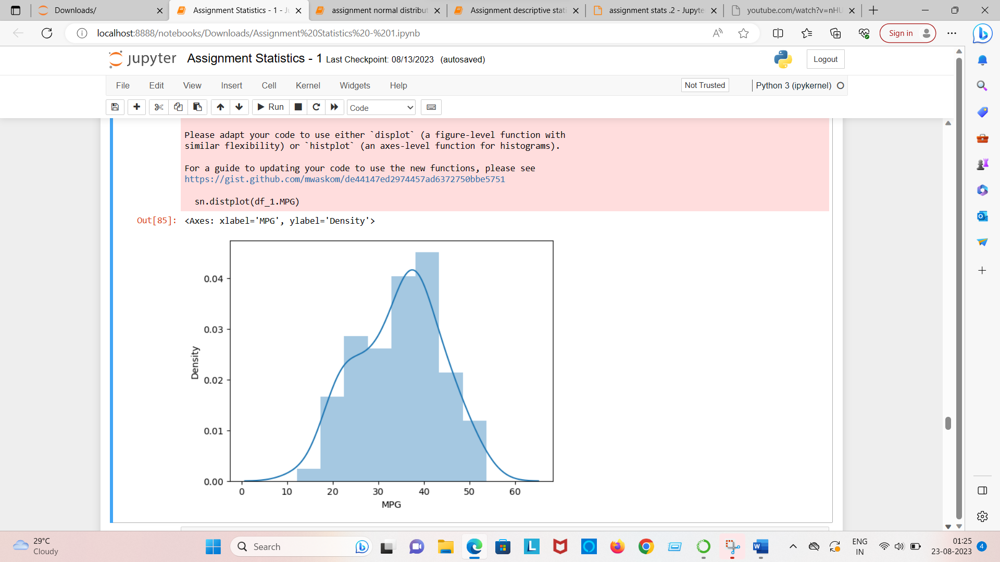 Downloads/
Assignment Statistics - 1 - Ju
assignment normal distribut
Assignment descriptive stati
assignment stats .2 - Jupyte
youtube.com/watch?v=nHU
localhost:8888/notebooks/Downloads/Assignment%20Statistics%20-%201.ipynb
Sign in
jupyter Assignment Statistics - 1 Last Checkpoint: 08/13/2023 (autosaved)
Logout
File Edit View Insert Cell Kernel Widgets Help
Not Trusted
Python 3 (ipykernel)
Run
Code
Please adapt your code to use either `displot` (a figure-level function with
similar flexibility) or `histplot` (an axes-level function for histograms).
For a guide to updating your code to use the new functions, please see
https://gist.github.com/mwaskom/de44147ed2974457ad6372750bbe5751
sn.distplot(df_1.MPG)
Out[85]: <Axes: xlabel='MPG', ylabel='Density'>
0.04
0.03
0.02
0.01
0.00
Density
0 10 20 30 40 50 60
MPG
29°C
Cloudy
Search
ENG
IN
01:25
23-08-2023
4